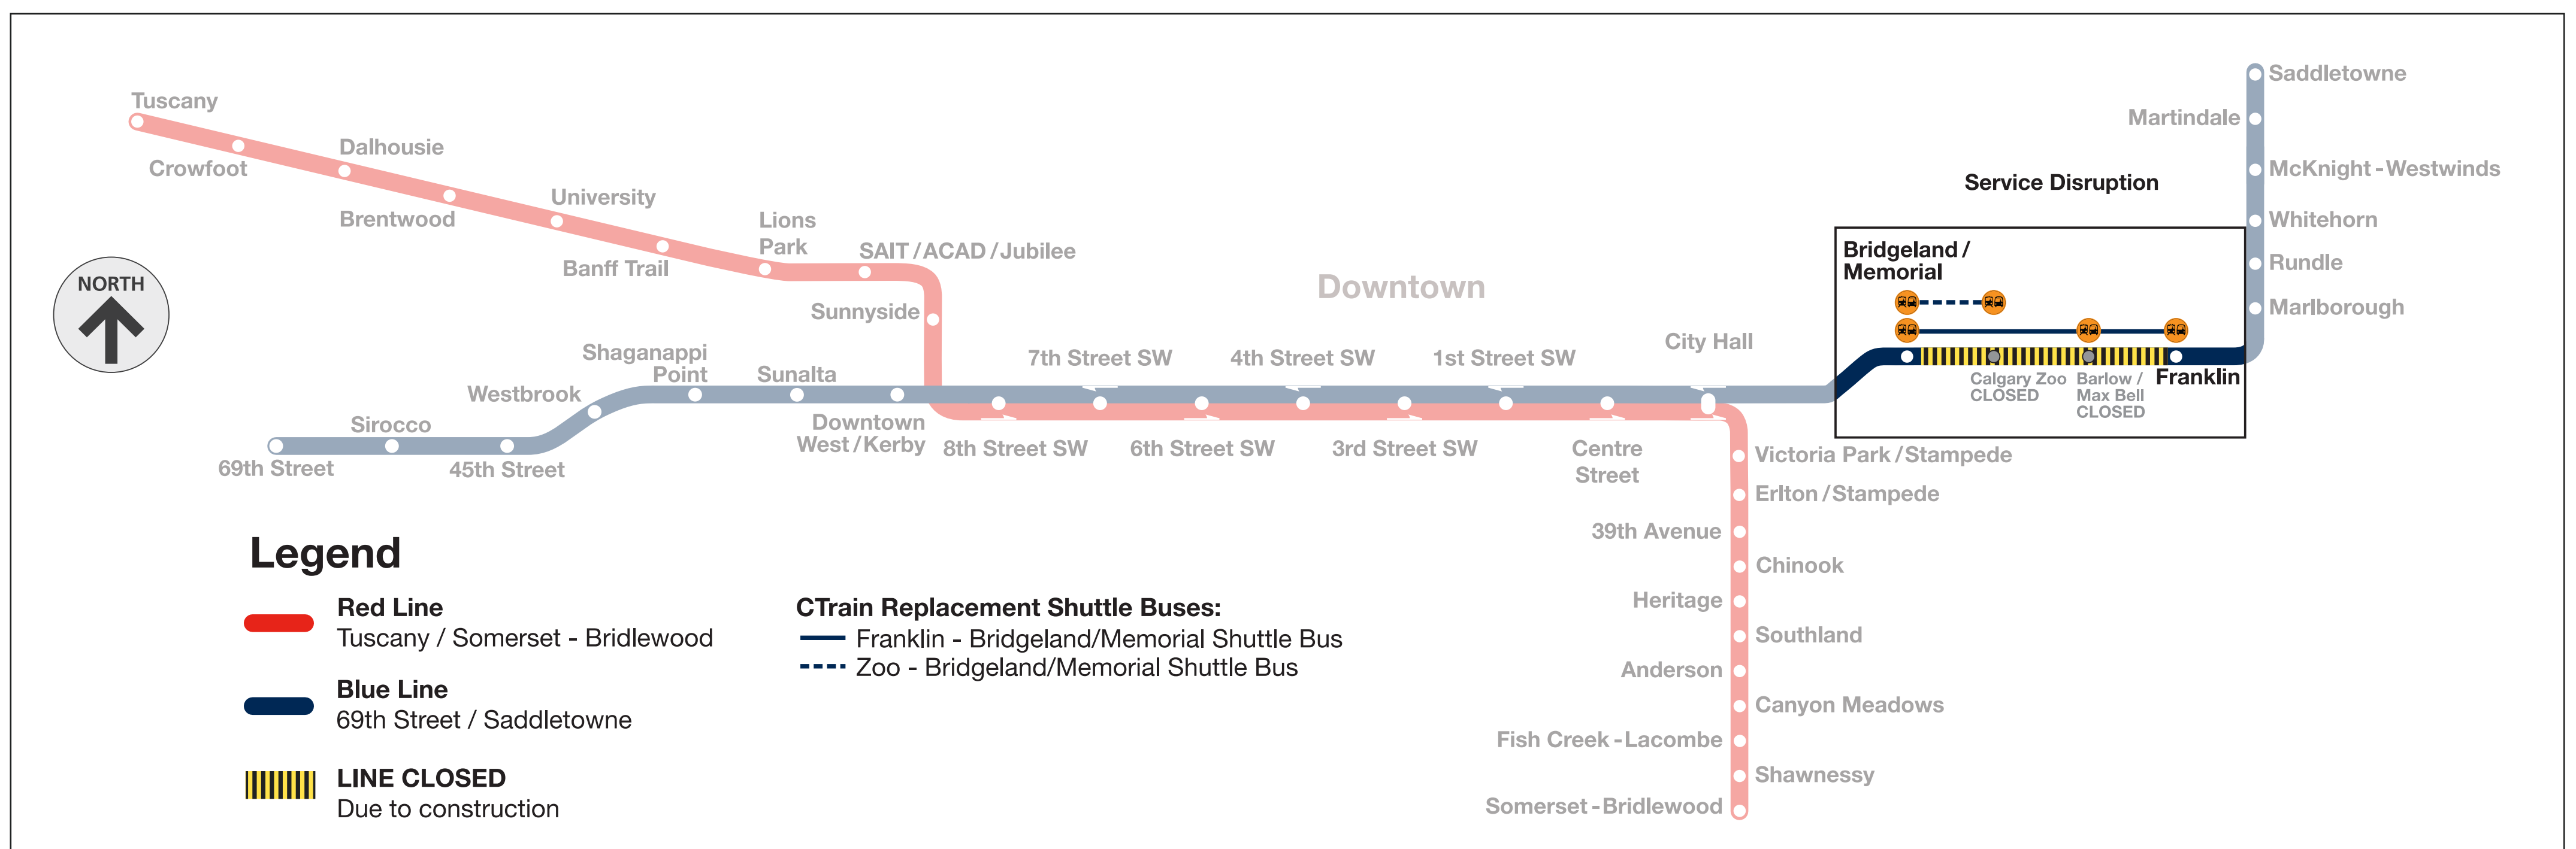 Tuscany
Crowfoot
Dalhousie
Brentwood
University
Banff Trail
Lions
Park
SAIT / ACAD / Jubilee
Sunnyside
NORTH
Downtown
Shaganappi
Point
Sunalta
Westbrook
Sirocco
69th Street
45th Street
Downtown
West / Kerby
7th Street SW
4th Street SW
1st Street SW
City Hall
8th Street SW
6th Street SW
3rd Street SW
Centre
Street
Service Disruption
Bridgeland /
Memorial
Calgary Zoo
CLOSED
Barlow /
Max Bell
CLOSED
Franklin
Saddletowne
Martindale
McKnight - Westwinds
Whitehorn
Rundle
Marlborough
Victoria Park / Stampede
Erlton / Stampede
39th Avenue
Chinook
Heritage
Southland
Anderson
Canyon Meadows
Fish Creek - Lacombe
Shawnessy
Somerset - Bridlewood
Legend
Red Line
Tuscany / Somerset - Bridlewood
Blue Line
69th Street / Saddletowne
LINE CLOSED
Due to construction
CTrain Replacement Shuttle Buses:
Franklin - Bridgeland/Memorial Shuttle Bus
Zoo - Bridgeland/Memorial Shuttle Bus